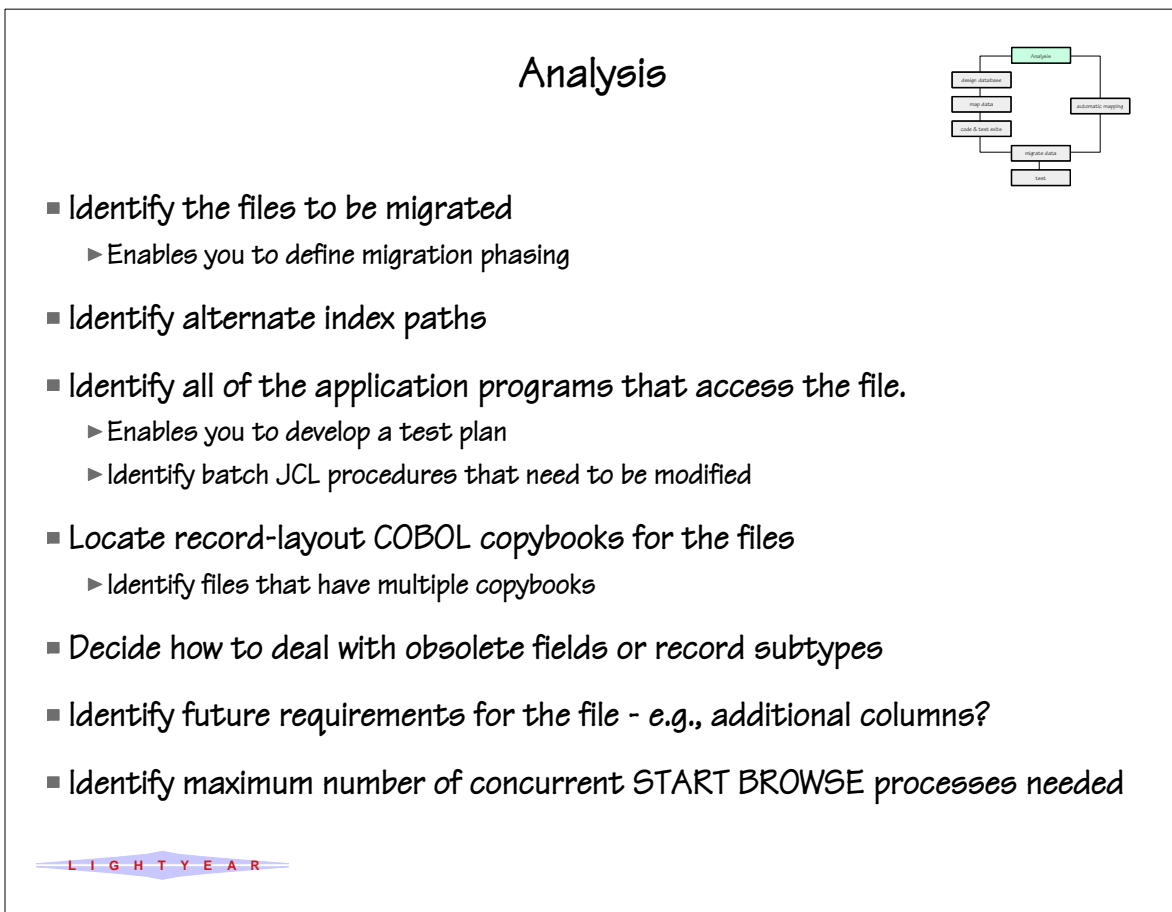 Analysis
Analysis
design database
map data
automatic mapping
code & test exits
migrate data
test
■ Identify the files to be migrated
► Enables you to define migration phasing
■ Identify alternate index paths
■ Identify all of the application programs that access the file.
► Enables you to develop a test plan
► Identify batch JCL procedures that need to be modified
■ Locate record-layout COBOL copybooks for the files
► Identify files that have multiple copybooks
■ Decide how to deal with obsolete fields or record subtypes
■ Identify future requirements for the file - e.g., additional columns?
■ Identify maximum number of concurrent START BROWSE processes needed
LIGHTYEAR